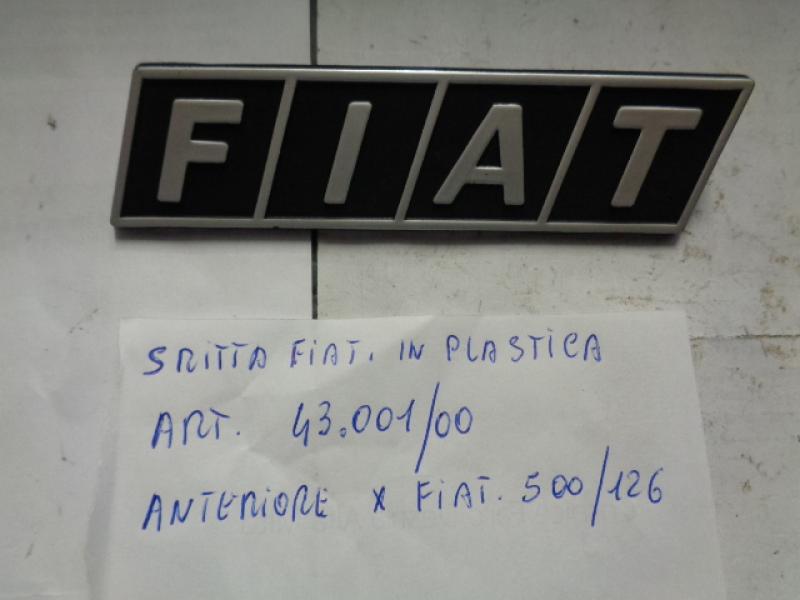 FIAT
SRITTA FIAT. IN PLASTICA
ART. 43.001/00
ANTERIORE x FIAT. 500/126